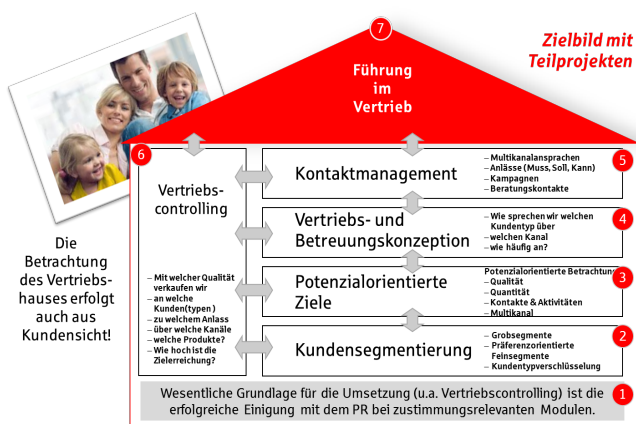 7
Zielbild mit
Teilprojekten
Führung
im
Vertrieb
6
Vertriebs-
controlling
– Mit welcher Qualität
verkaufen wir
– an welche
Kunden(typen)
– zu welchem Anlass
– über welche Kanäle
– welche Produkte?
– Wie hoch ist die
Zielerreichung?
Kontaktmanagement
– Multikanalansprachen
– Anlässe (Muss, Soll, Kann)
– Kampagnen
– Beratungskontakte
5
Vertriebs- und
Betreuungskonzeption
– Wie sprechen wir welchen
Kundentyp über
– welchen Kanal
– wie häufig an?
4
Potenzialorientierte
Ziele
Potenzialorientierte Betrachtung
– Qualität
– Quantität
– Kontakte & Aktivitäten
– Multikanal
3
Kundensegmentierung
– Grobsegmente
– Präferenzorientierte
Feinsegmente
– Kundentypverschlüsselung
2
Die
Betrachtung
des Vertriebs-
hauses erfolgt
auch aus
Kundensicht!
Wesentliche Grundlage für die Umsetzung (u.a. Vertriebscontrolling) ist die
erfolgreiche Einigung mit dem PR bei zustimmungsrelevanten Modulen.
1